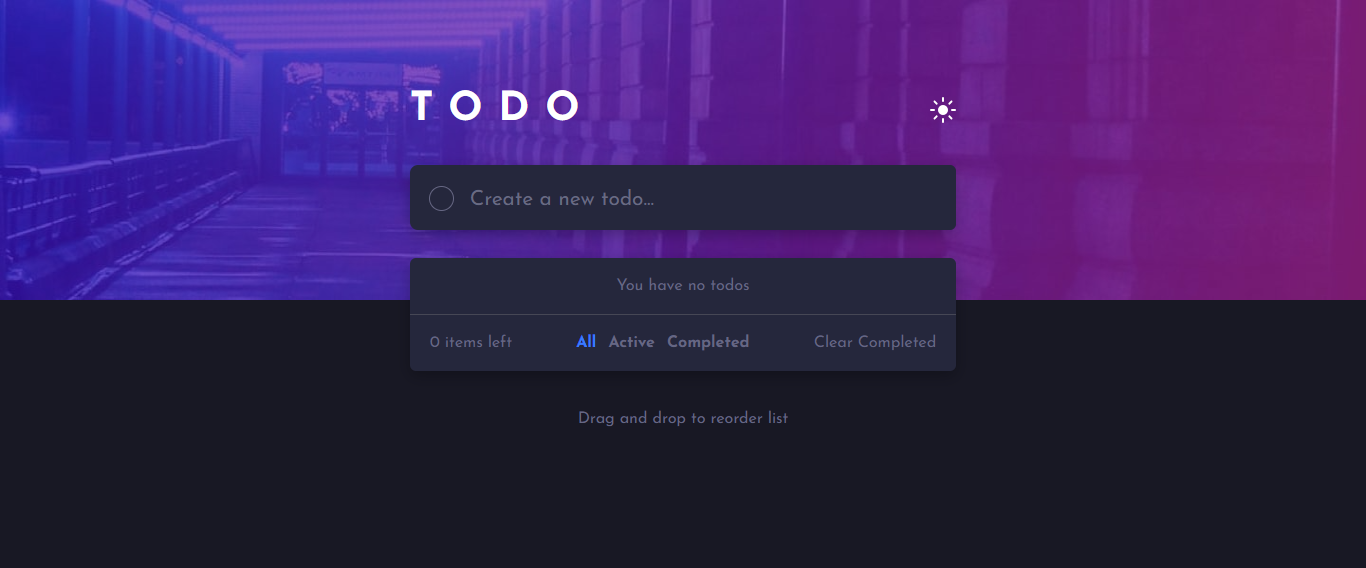 TODO
Create a new todo...
You have no todos
0 items left All Active Completed Clear Completed
Drag and drop to reorder list